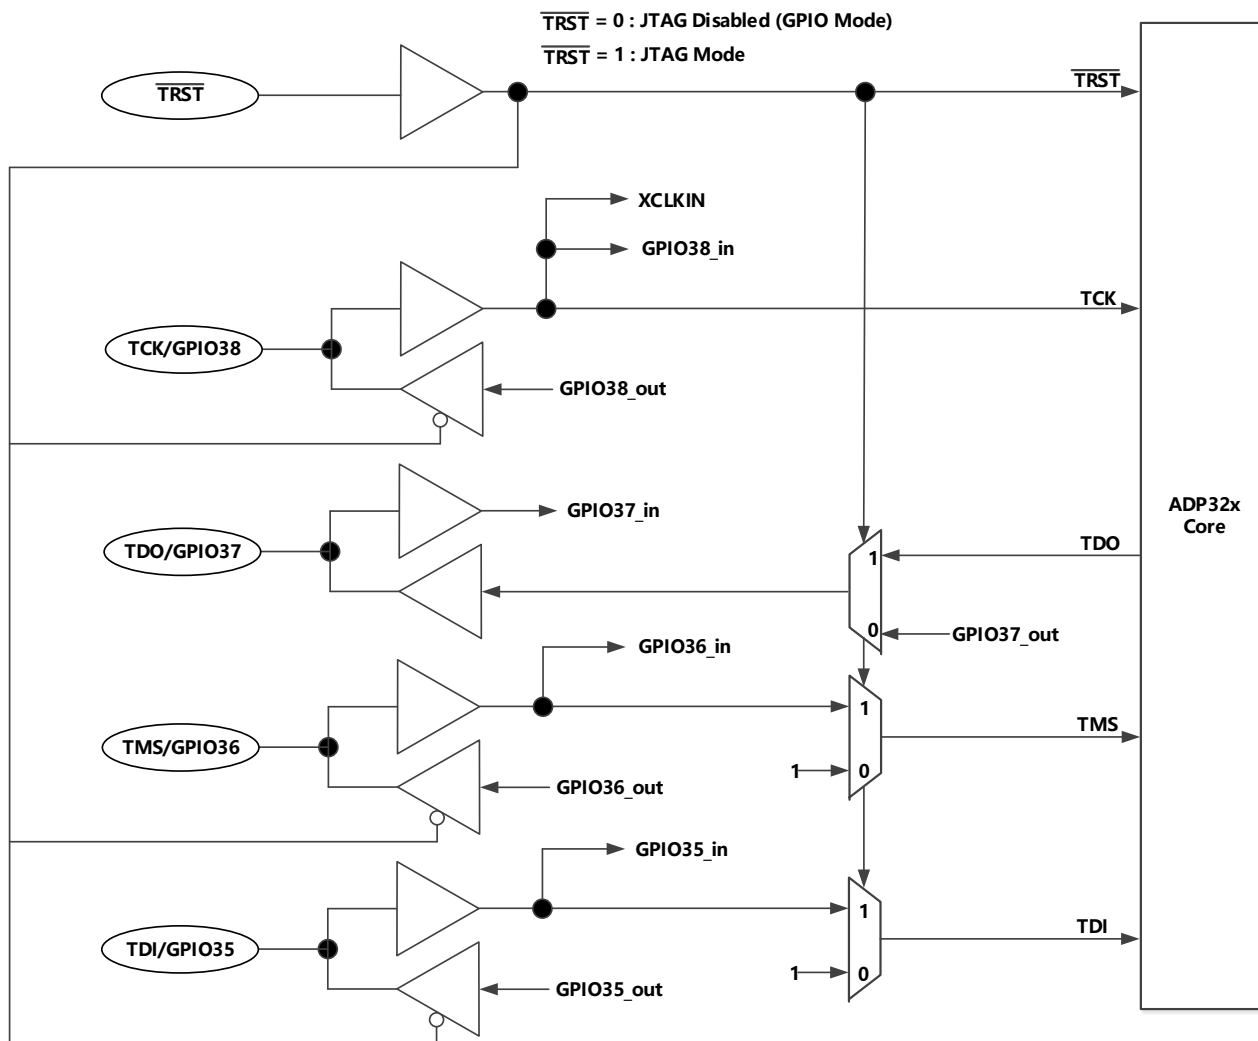 TRST = 0 : JTAG Disabled (GPIO Mode)
TRST = 1 : JTAG Mode
TRST
TRST
XCLKIN
GPIO38_in
TCK
TCK/GPIO38
GPIO38_out
GPIO37_in
ADP32x
Core
TDO/GPIO37
1
TDO
0
GPIO37_out
GPIO36_in
1
TMS/GPIO36
TMS
1
0
GPIO36_out
GPIO35_in
1
TDI/GPIO35
TDI
1
0
GPIO35_out